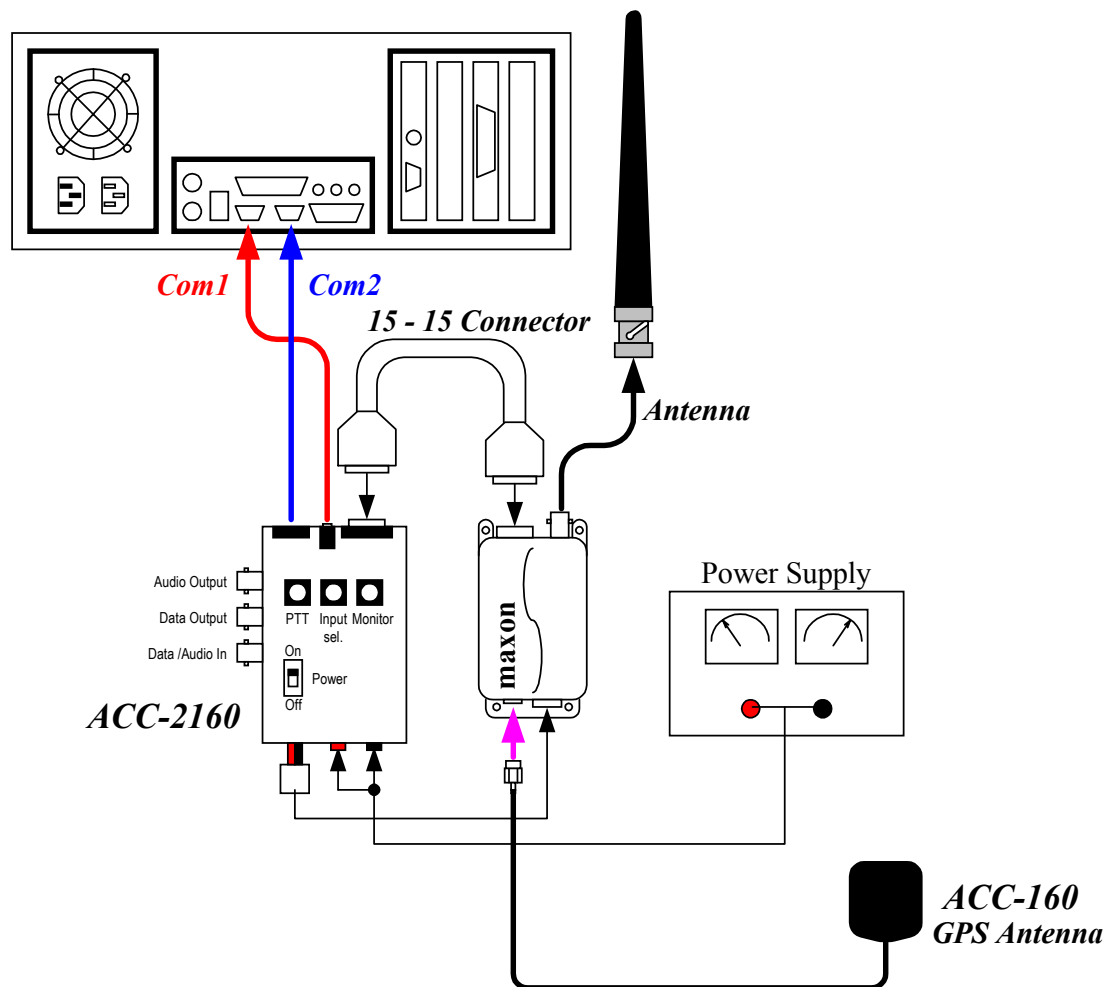 Com1
Com2
15 - 15 Connector
Antenna
Power Supply
Audio Output
Data Output
Data /Audio In
PTT
Input
sel.
Monitor
On
Power
Off
maxon
ACC-2160
ACC-160
GPS Antenna